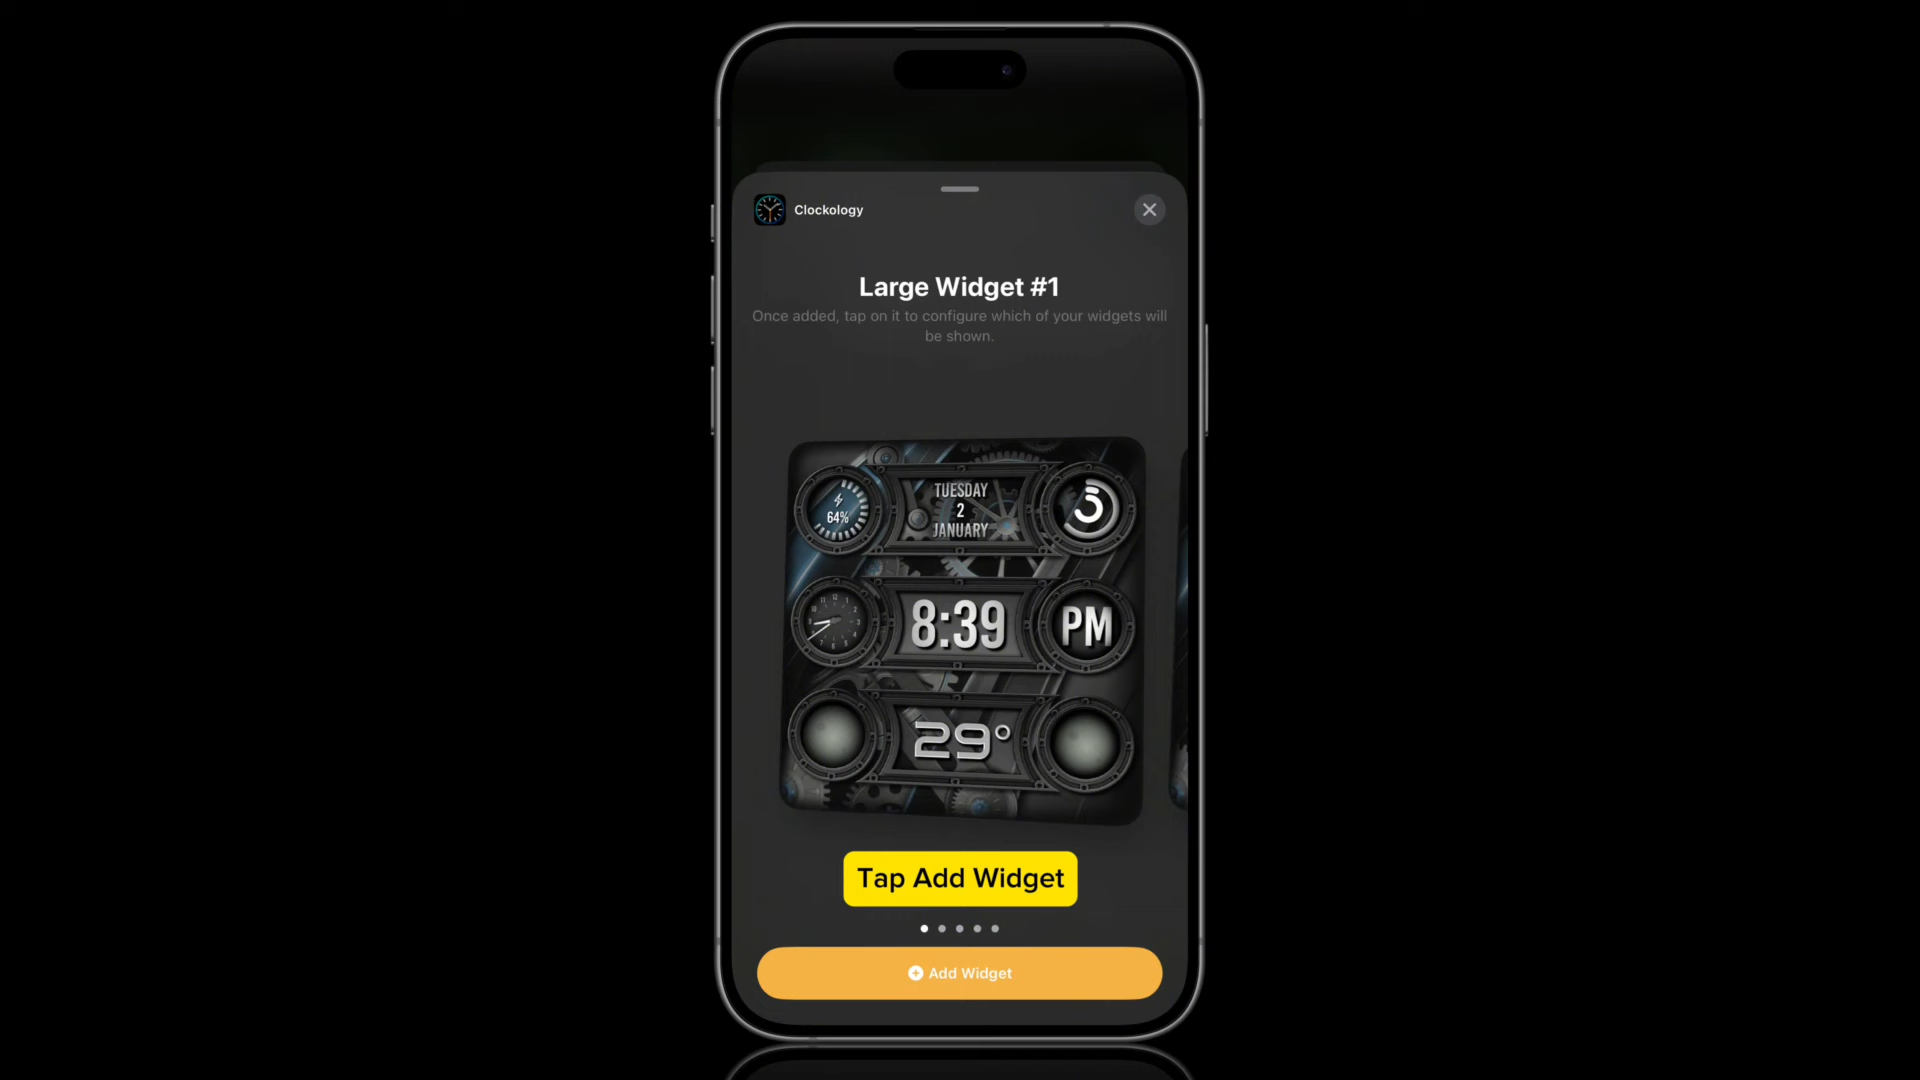 Clockology
Large Widget #1
Once added, tap on it to configure which of your widgets will
be shown.
64%
TUESDAY
2
JANUARY
8:39
PM
29°
Tap Add Widget
Add Widget